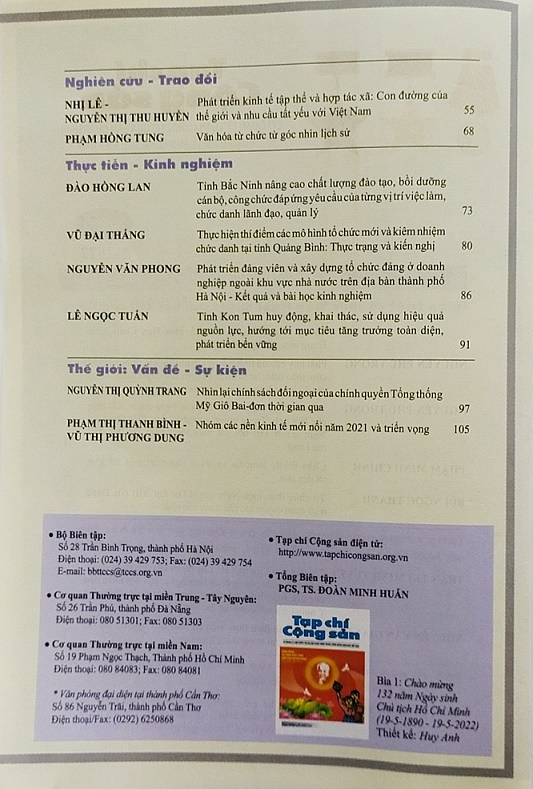 Nghiên cứu - Trao đổi
NHỊ LÊ -
NGUYỄN THỊ THU HUYỀN
Phát triển kinh tế tập thể và hợp tác xã: Con đường của
thế giới và nhu cầu tất yếu với Việt Nam 55
PHẠM HỒNG TUNG Văn hóa từ chức từ góc nhìn lịch sử 68
Thực tiễn - Kinh nghiệm
ĐÀO HỒNG LAN Tỉnh Bắc Ninh nâng cao chất lượng đào tạo, bồi dưỡng
cán bộ, công chức đáp ứng yêu cầu của từng vị trí việc làm,
chức danh lãnh đạo, quản lý 73
VŨ ĐẠI THẮNG Thực hiện thí điểm các mô hình tổ chức mới và kiêm nhiệm
chức danh tại tỉnh Quảng Bình: Thực trạng và kiến nghị 80
NGUYỄN VĂN PHONG Phát triển đảng viên và xây dựng tổ chức đảng ở doanh
nghiệp ngoài khu vực nhà nước trên địa bàn thành phố
Hà Nội - Kết quả và bài học kinh nghiệm 86
LÊ NGỌC TUẤN Tỉnh Kon Tum huy động, khai thác, sử dụng hiệu quả
nguồn lực, hướng tới mục tiêu tăng trưởng toàn diện,
phát triển bền vững 91
Thế giới: Vấn đề - Sự kiện
NGUYỄN THỊ QUỲNH TRANG Nhìn lại chính sách đối ngoại của chính quyền Tổng thống
Mỹ Giô Bai-đơn thời gian qua 97
PHẠM THỊ THANH BÌNH -
VŨ THỊ PHƯƠNG DUNG
Nhóm các nền kinh tế mới nổi năm 2021 và triển vọng 105
• Bộ Biên tập:
Số 28 Trần Bình Trọng, thành phố Hà Nội
Điện thoại: (024) 39 429 753; Fax: (024) 39 429 754
E-mail: bbttccs@tccs.org.vn
• Cơ quan Thường trực tại miền Trung - Tây Nguyên:
Số 26 Trần Phú, thành phố Đà Nẵng
Điện thoại: 080 51301; Fax: 080 51303
• Cơ quan Thường trực tại miền Nam:
Số 19 Phạm Ngọc Thạch, Thành phố Hồ Chí Minh
Điện thoại: 080 84083; Fax: 080 84081
* Văn phòng đại diện tại thành phố Cần Thơ:
Số 86 Nguyễn Trãi, thành phố Cần Thơ
Điện thoại/Fax: (0292) 6250868
• Tạp chí Cộng sản điện tử:
http://www.tapchicongsan.org.vn
• Tổng Biên tập:
PGS, TS. ĐOÀN MINH HUẤN
Tạp chí
Cộng sản
Bìa 1: Chào mừng
132 năm Ngày sinh
Chủ tịch Hồ Chí Minh
(19-5-1890 - 19-5-2022)
Thiết kế: Huy Anh